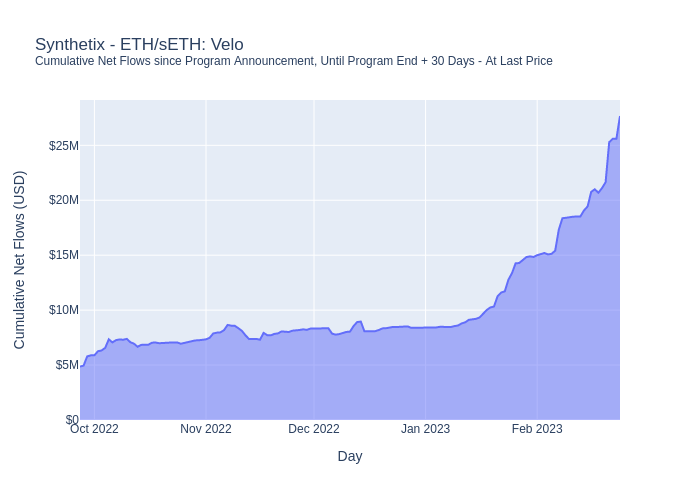 Synthetix - ETH/sETH: Velo
Cumulative Net Flows since Program Announcement, Until Program End + 30 Days - At Last Price
Cumulative Net Flows (USD)
$25M
$20M
$15M
$10M
$5M
$0
Oct 2022
Nov 2022
Dec 2022
Jan 2023
Feb 2023
Day